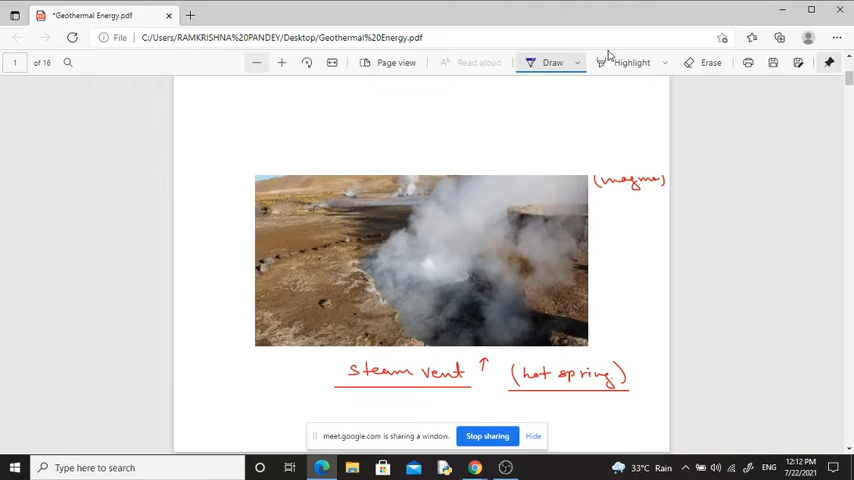 *Geothermal Energy.pdf
File
C:/Users/RAMKRISHNA%20PANDEY/Desktop/Geothermal%20Energy.pdf
1 of 16
Page view
Read aloud
Draw
Highlight
Erase
(magma)
steam vent ↑ (hot spring.)
meet.google.com is sharing a window.
Stop sharing
Hide
Type here to search
33°C Rain
ENG
12:12 PM
7/22/2021